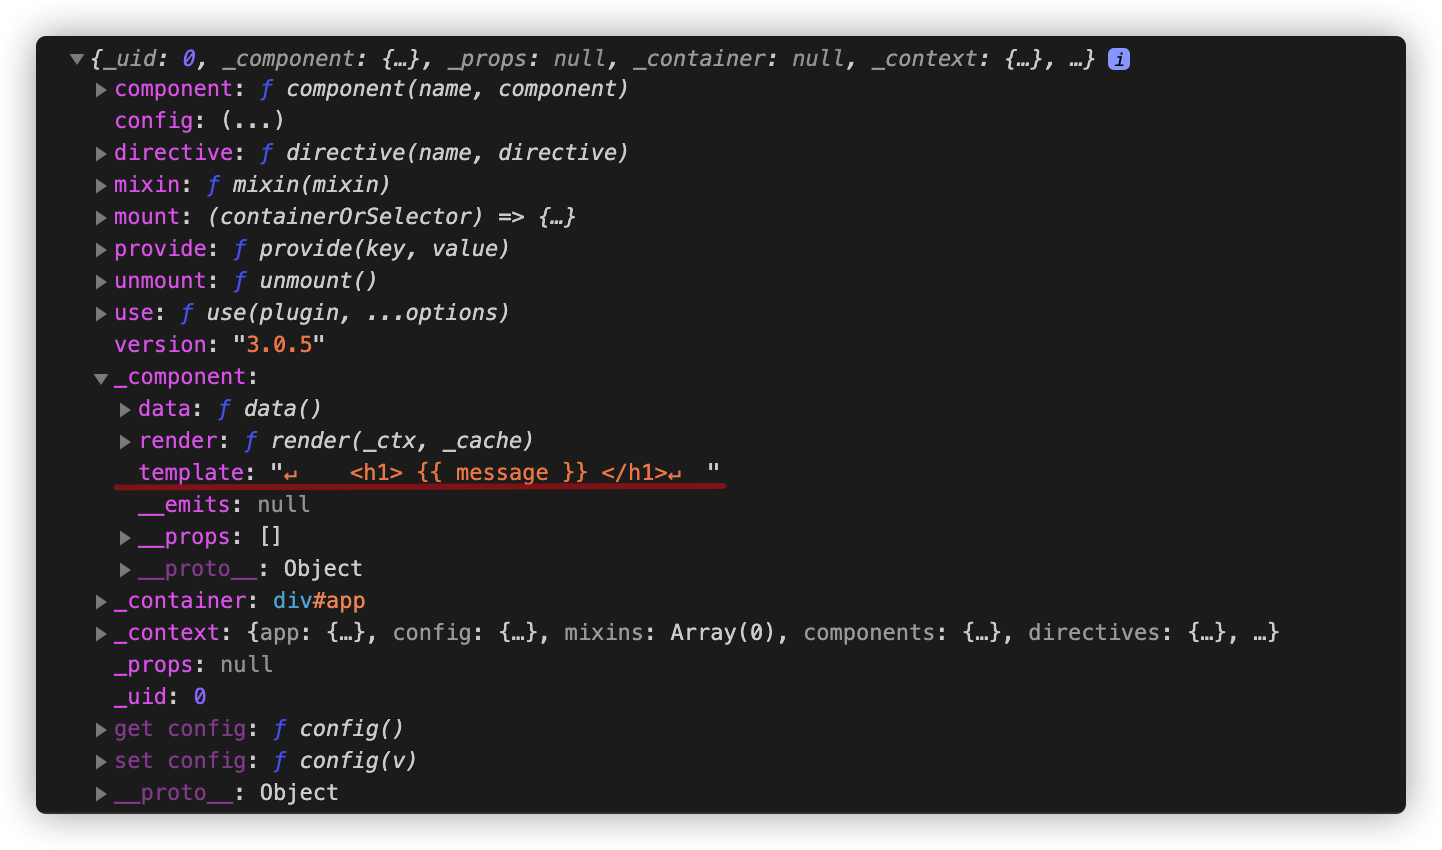 ▼{_uid: 0, _component: {…}, _props: null, _container: null, _context: {…}, …} i
▶component: ƒ component(name, component)
config: (...)
▶directive: ƒ directive(name, directive)
▶mixin: ƒ mixin(mixin)
▶mount: (containerOrSelector) => {…}
▶provide: ƒ provide(key, value)
▶unmount: ƒ unmount()
▶use: ƒ use(plugin, ...options)
version: "3.0.5"
▼_component:
▶data: ƒ data()
▶render: ƒ render(_ctx, _cache)
template: "↵    <h1> {{ message }} </h1>↵  "
__emits: null
▶__props: []
▶__proto__: Object
▶_container: div#app
▶_context: {app: {…}, config: {…}, mixins: Array(0), components: {…}, directives: {…}, …}
_props: null
_uid: 0
▶get config: ƒ config()
▶set config: ƒ config(v)
▶__proto__: Object